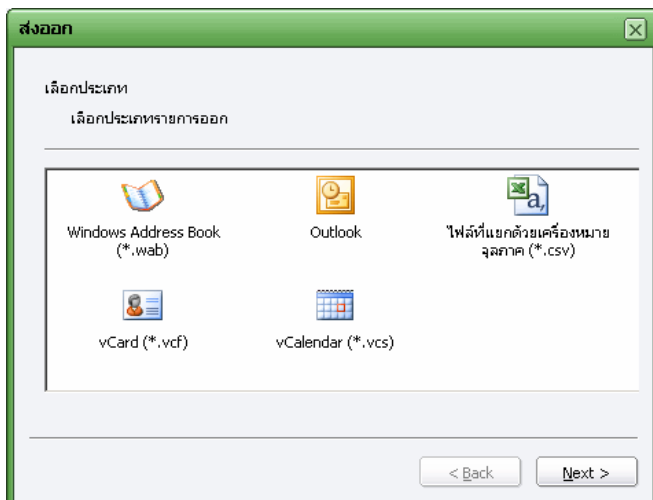 ส่งออก
เลือกประเภท
เลือกประเภทรายการออก
Windows Address Book
(*.wab)
Outlook
ไฟล์ที่แยกด้วยเครื่องหมาย
จุลภาค (*.csv)
vCard (*.vcf)
vCalendar (*.vcs)
< Back
Next >